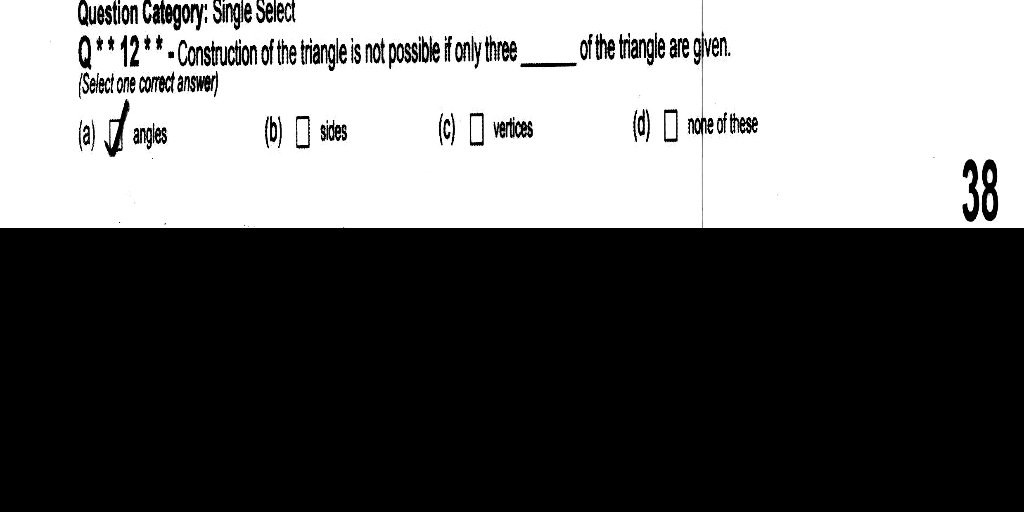 Question Category: Single Select
Q**12** - Construction of the triangle is not possible if only three _____ of the triangle are given.
(Select one correct answer)
(a) ☑ angles (b) ☐ sides (c) ☐ vertices (d) ☐ none of these
38